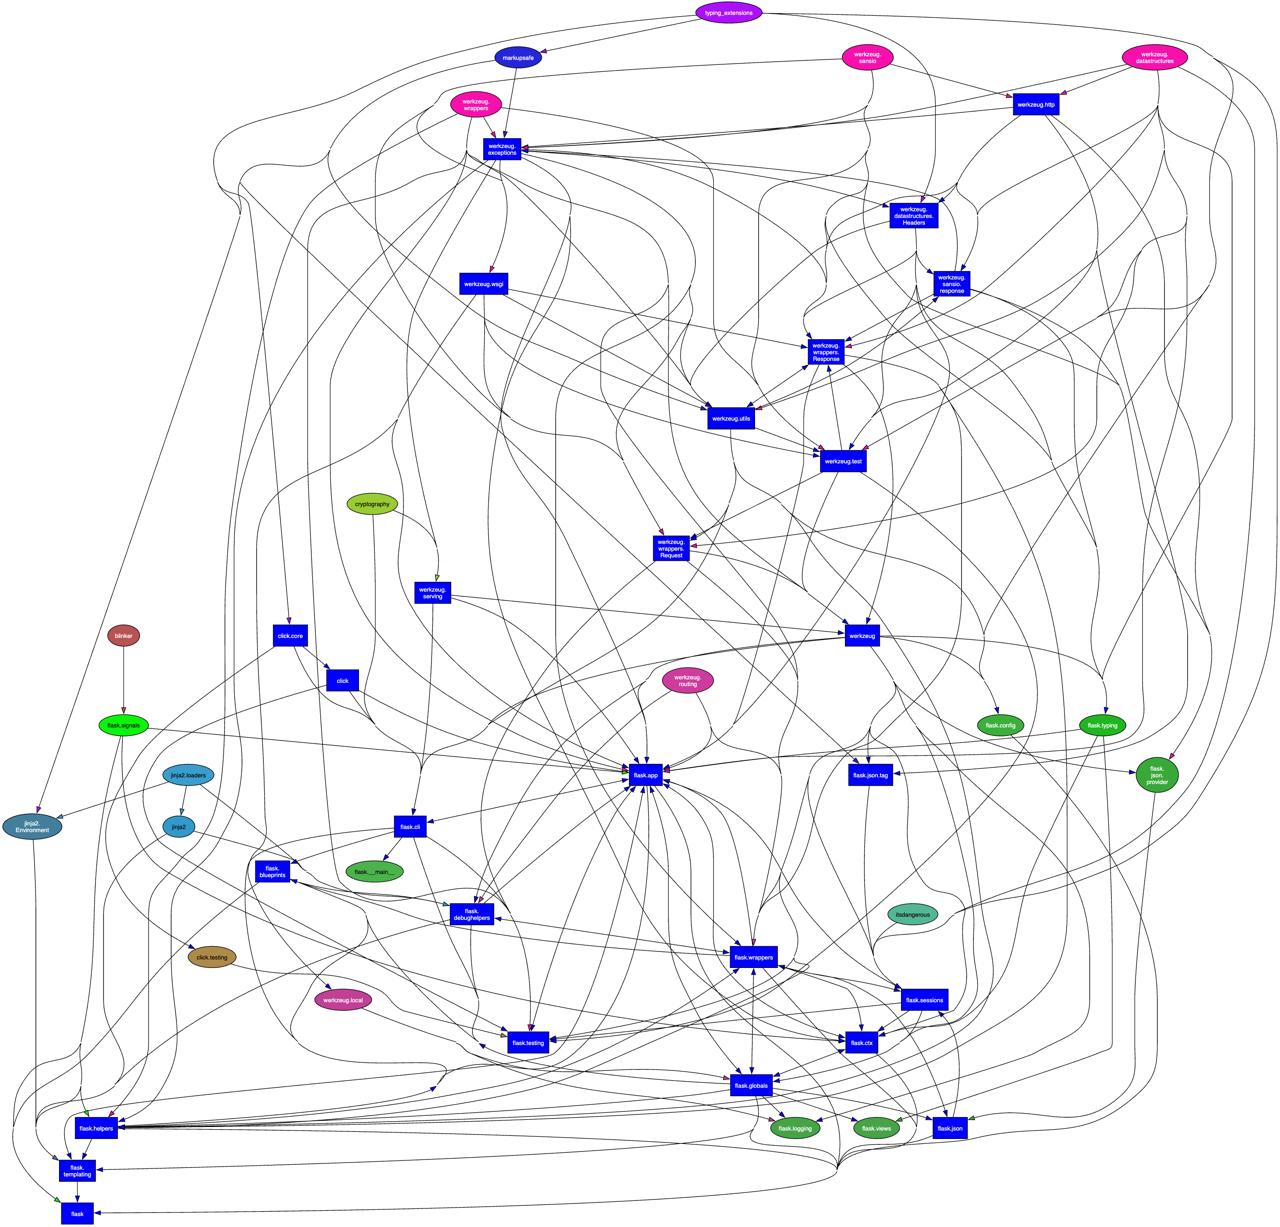 typing_extensions
markupsafe
werkzeug.
sansio
werkzeug.
datastructures
werkzeug.
wrappers
werkzeug.http
werkzeug.
exceptions
werkzeug.
datastructures.
Headers
werkzeug.wsgi
werkzeug.
sansio.
response
werkzeug.
wrappers.
Response
werkzeug.utils
werkzeug.test
cryptography
werkzeug.
wrappers.
Request
werkzeug.
serving
blinker
click.core
werkzeug
click
werkzeug.
routing
flask.signals
flask.config
flask.typing
jinja2.loaders
flask.app
flask.json.tag
flask.
json.
provider
jinja2.
Environment
jinja2
flask.cli
flask.
blueprints
flask.__main__
flask.
debughelpers
itsdangerous
click.testing
flask.wrappers
werkzeug.local
flask.sessions
flask.testing
flask.ctx
flask.globals
flask.helpers
flask.logging
flask.views
flask.json
flask.
templating
flask